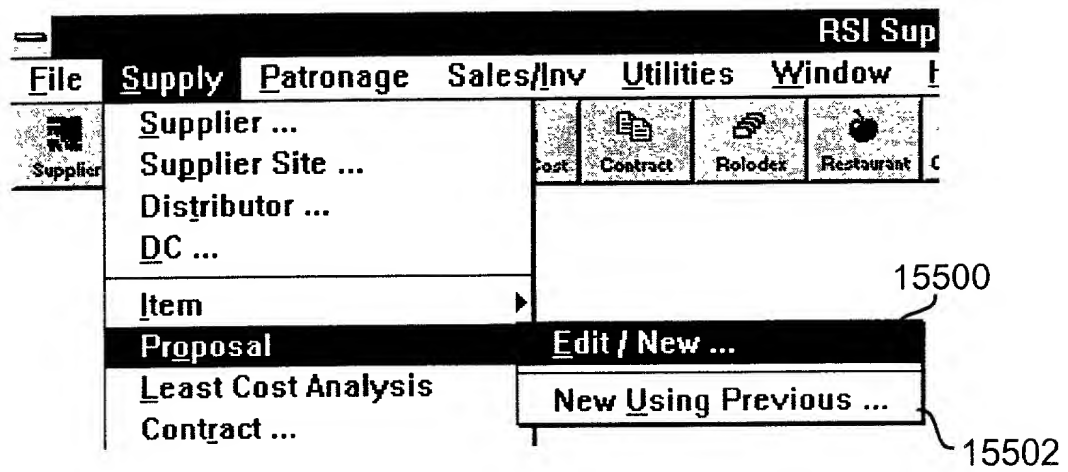 RSI Sup
File Supply Patronage Sales/Inv Utilities Window H
Supplier Cost Contract Rolodex Restaurant
Supplier ...
Supplier Site ...
Distributor ...
DC ...
15500
Item
Proposal Edit / New ...
Least Cost Analysis New Using Previous ...
Contract ...
15502